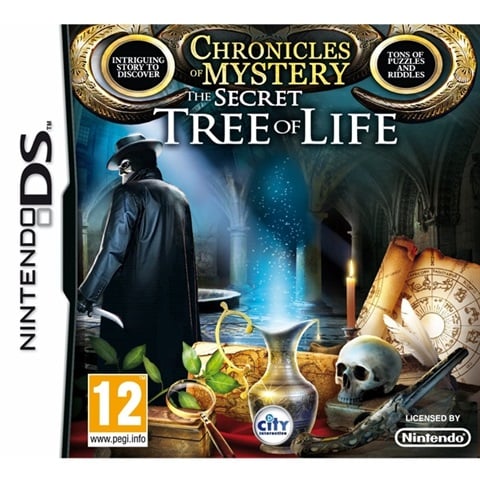 INTRIGUING
STORY TO
DISCOVER
CHRONICLES
OF MYSTERY
THE SECRET
TREE OF LIFE
TONS OF
PUZZLES
AND
RIDDLES
NINTENDO DS™
12
www.pegi.info
CITY
interactive
LICENSED BY
Nintendo